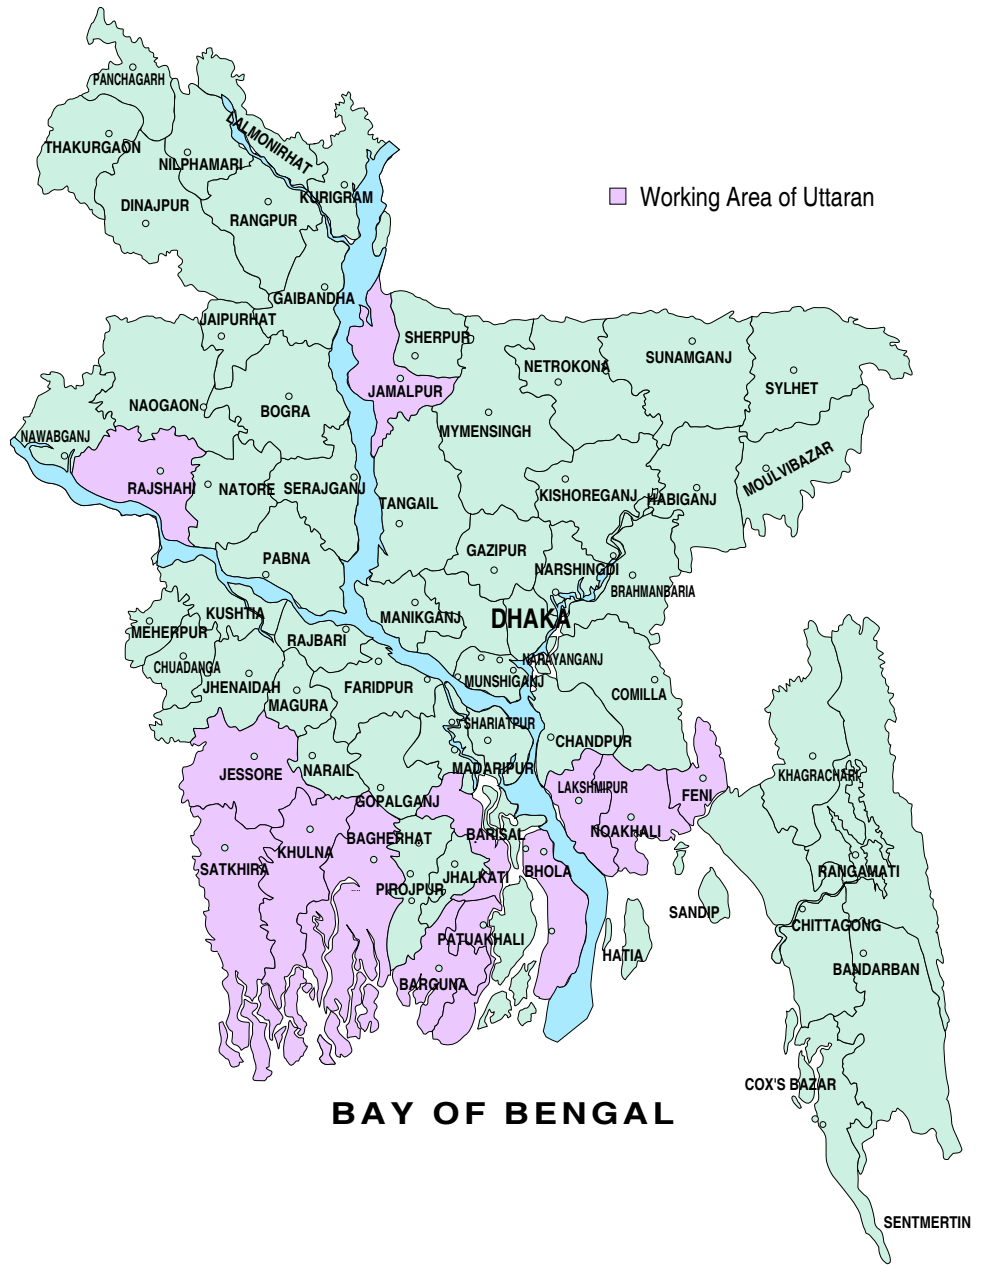 PANCHAGARH
LALMONIRHAT
THAKURGAON
NILPHAMARI
KURIGRAM
Working Area of Uttaran
DINAJPUR
RANGPUR
GAIBANDHA
JAIPURHAT
SHERPUR
SUNAMGANJ
NETROKONA
SYLHET
JAMALPUR
NAOGAON
BOGRA
MYMENSINGH
NAWABGANJ
MOULVIBAZAR
RAJSHAHI
NATORE
SERAJGANJ
KISHOREGANJ
HABIGANJ
TANGAIL
GAZIPUR
PABNA
NARSHINGDI
BRAHMANBARIA
KUSHTIA
MANIKGANJ
DHAKA
MEHERPUR
RAJBARI
CHUADANGA
NARAYANGANJ
JHENAIDAH
FARIDPUR
MUNSHIGANJ
COMILLA
MAGURA
SHARIATPUR
CHANDPUR
JESSORE
NARAIL
MADARIPUR
KHAGRACHARI
LAKSHMIPUR
FENI
GOPALGANJ
NOAKHALI
BAGHERHAT
BARISAL
KHULNA
SATKHIRA
JHALKATI
BHOLA
RANGAMATI
PIROJPUR
SANDIP
CHITTAGONG
PATUAKHALI
HATIA
BANDARBAN
BARGUNA
COX'S BAZAR
BAY OF BENGAL
SENTMERTIN